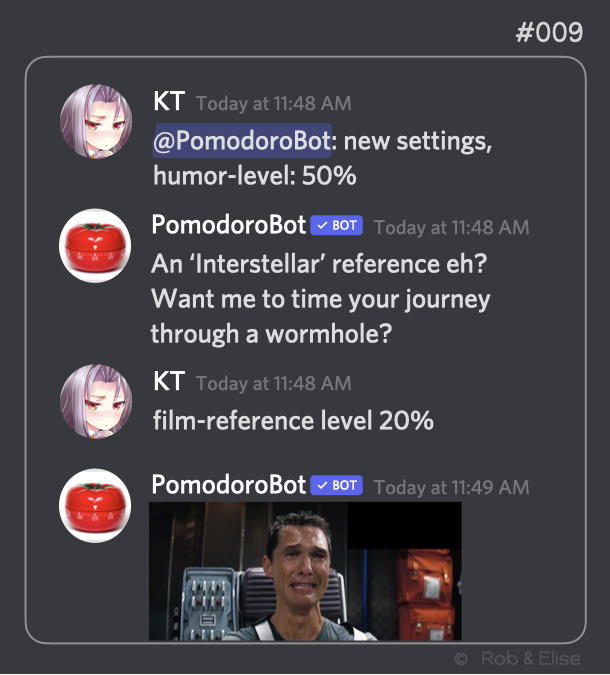 #009
KT Today at 11:48 AM
@PomodoroBot: new settings,
humor-level: 50%
PomodoroBot ✓ BOT Today at 11:48 AM
An ‘Interstellar’ reference eh?
Want me to time your journey
through a wormhole?
KT Today at 11:48 AM
film-reference level 20%
PomodoroBot ✓ BOT Today at 11:49 AM
© Rob & Elise